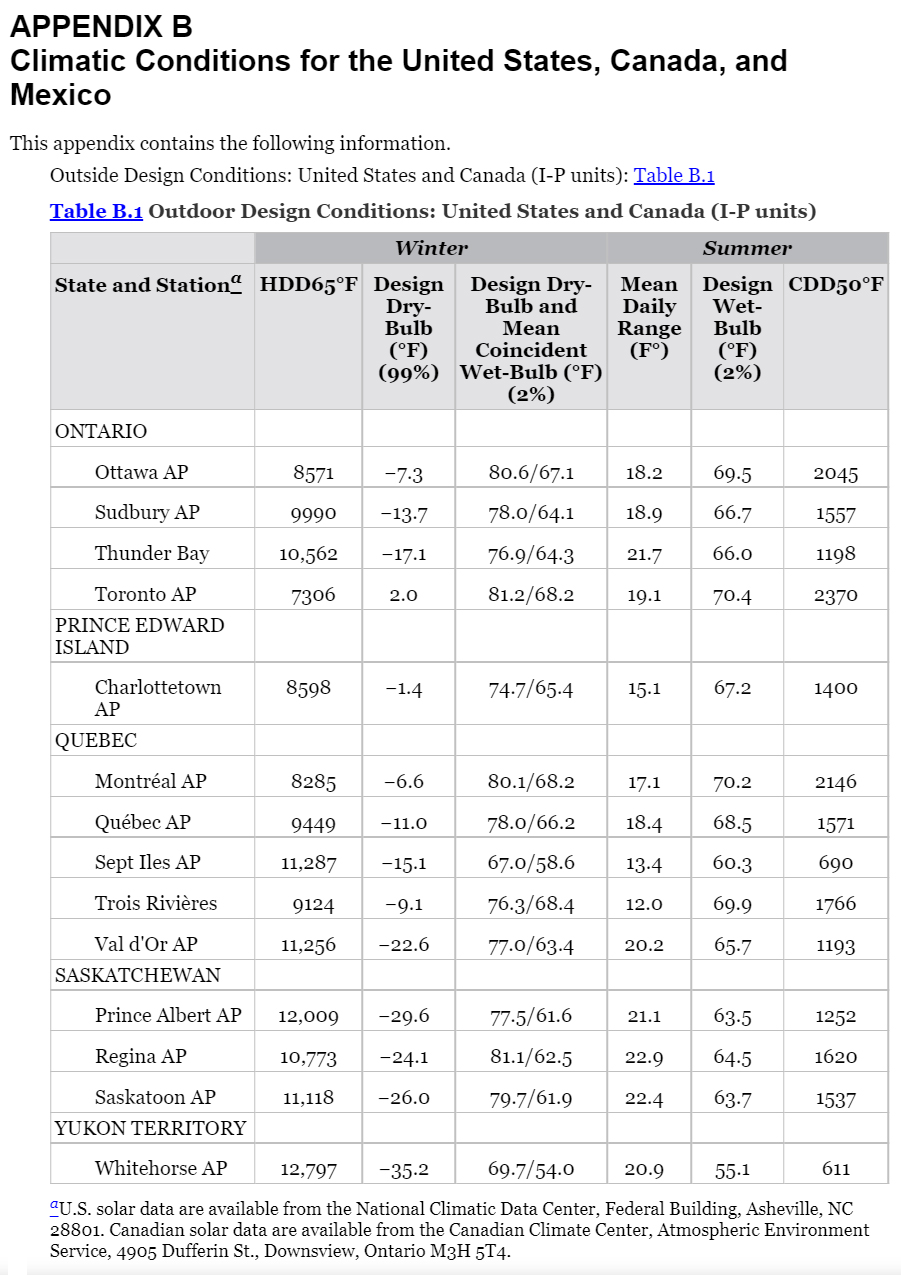 APPENDIX B
Climatic Conditions for the United States, Canada, and
Mexico
This appendix contains the following information.
Outside Design Conditions: United States and Canada (I-P units): Table B.1
Table B.1 Outdoor Design Conditions: United States and Canada (I-P units)
Winter Summer
State and Stationa HDD65°F Design Dry-Bulb (°F) (99%) Design Dry-Bulb and Mean Coincident Wet-Bulb (°F) (2%) Mean Daily Range (F°) Design Wet-Bulb (°F) (2%) CDD50°F
ONTARIO
Ottawa AP 8571 −7.3 80.6/67.1 18.2 69.5 2045
Sudbury AP 9990 −13.7 78.0/64.1 18.9 66.7 1557
Thunder Bay 10,562 −17.1 76.9/64.3 21.7 66.0 1198
Toronto AP 7306 2.0 81.2/68.2 19.1 70.4 2370
PRINCE EDWARD
ISLAND
Charlottetown AP 8598 −1.4 74.7/65.4 15.1 67.2 1400
QUEBEC
Montréal AP 8285 −6.6 80.1/68.2 17.1 70.2 2146
Québec AP 9449 −11.0 78.0/66.2 18.4 68.5 1571
Sept Iles AP 11,287 −15.1 67.0/58.6 13.4 60.3 690
Trois Rivières 9124 −9.1 76.3/68.4 12.0 69.9 1766
Val d'Or AP 11,256 −22.6 77.0/63.4 20.2 65.7 1193
SASKATCHEWAN
Prince Albert AP 12,009 −29.6 77.5/61.6 21.1 63.5 1252
Regina AP 10,773 −24.1 81.1/62.5 22.9 64.5 1620
Saskatoon AP 11,118 −26.0 79.7/61.9 22.4 63.7 1537
YUKON TERRITORY
Whitehorse AP 12,797 −35.2 69.7/54.0 20.9 55.1 611
aU.S. solar data are available from the National Climatic Data Center, Federal Building, Asheville, NC
28801. Canadian solar data are available from the Canadian Climate Center, Atmospheric Environment
Service, 4905 Dufferin St., Downsview, Ontario M3H 5T4.